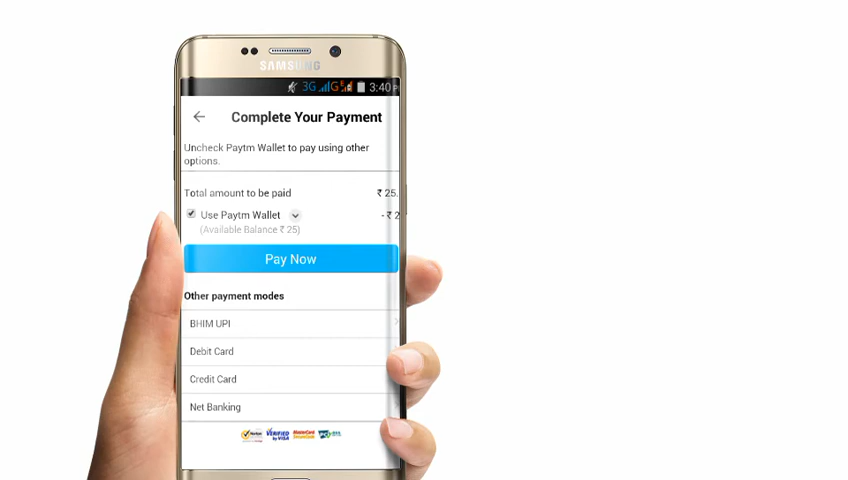 SAMSUNG
3G G E 3:40 P
Complete Your Payment
Uncheck Paytm Wallet to pay using other
options.
Total amount to be paid ₹ 25.
Use Paytm Wallet - ₹ 2
(Available Balance ₹ 25)
Pay Now
Other payment modes
BHIM UPI
Debit Card
Credit Card
Net Banking
Norton VERIFIED by VISA MasterCard SecureCode PCI